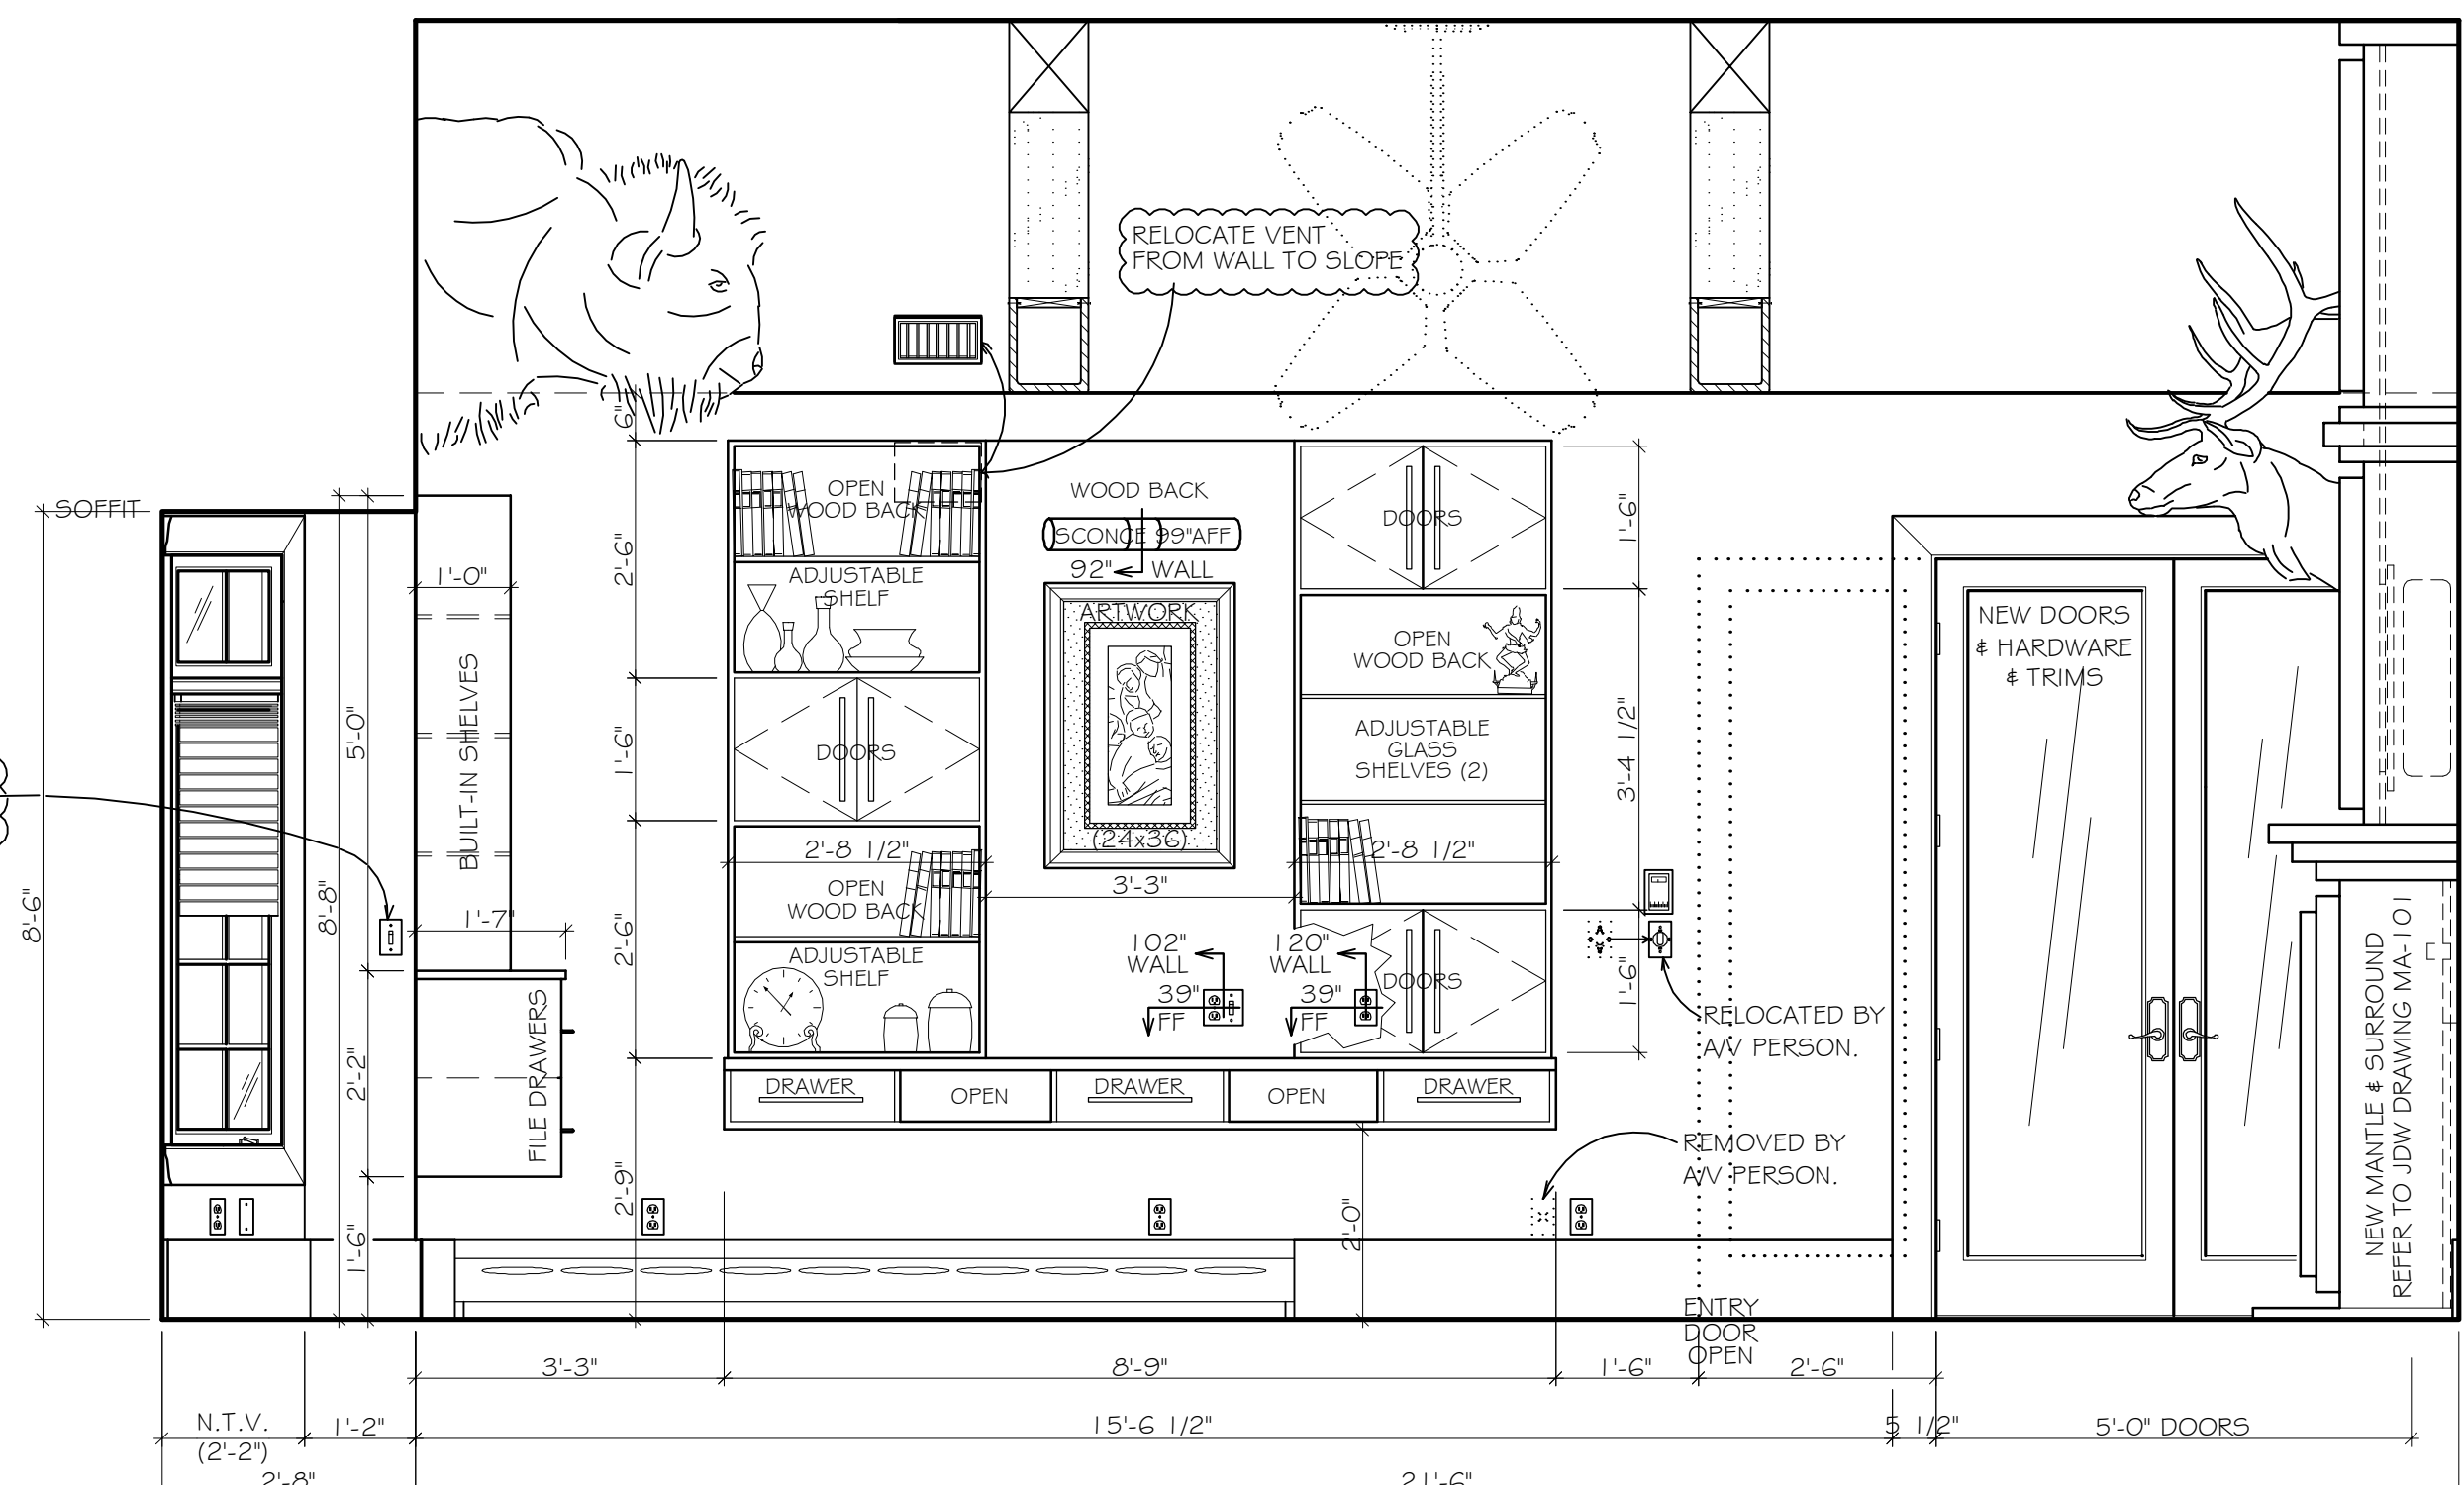 RELOCATE VENT
FROM WALL TO SLOPE
6"
SOFFIT
OPEN
WOOD BACK
WOOD BACK
SCONCE 99"AFF
92" WALL
DOORS
1'-6"
1'-0"
2'-6"
ADJUSTABLE
SHELF
ARTWORK
(24x36)
OPEN
WOOD BACK
NEW DOORS
& HARDWARE
& TRIMS
BUILT-IN SHELVES
5'-0"
1'-6"
DOORS
ADJUSTABLE
GLASS
SHELVES (2)
3'-4 1/2"
2'-8 1/2"
2'-8 1/2"
3'-3"
8'-6"
8'-8"
1'-7"
2'-6"
OPEN
WOOD BACK
ADJUSTABLE
SHELF
102"
WALL
39"
FF
120"
WALL
39"
FF
DOORS
1'-6"
RELOCATED BY
A/V PERSON.
NEW MANTLE & SURROUND
REFER TO JDW DRAWING MA-101
FILE DRAWERS
2'-2"
DRAWER
OPEN
DRAWER
OPEN
DRAWER
REMOVED BY
A/V PERSON.
2'-9"
2'-0"
1'-6"
ENTRY
DOOR
OPEN
3'-3"
8'-9"
1'-6"
2'-6"
N.T.V.
(2'-2")
1'-2"
15'-6 1/2"
5 1/2"
5'-0" DOORS
2'-8"
21'-6"